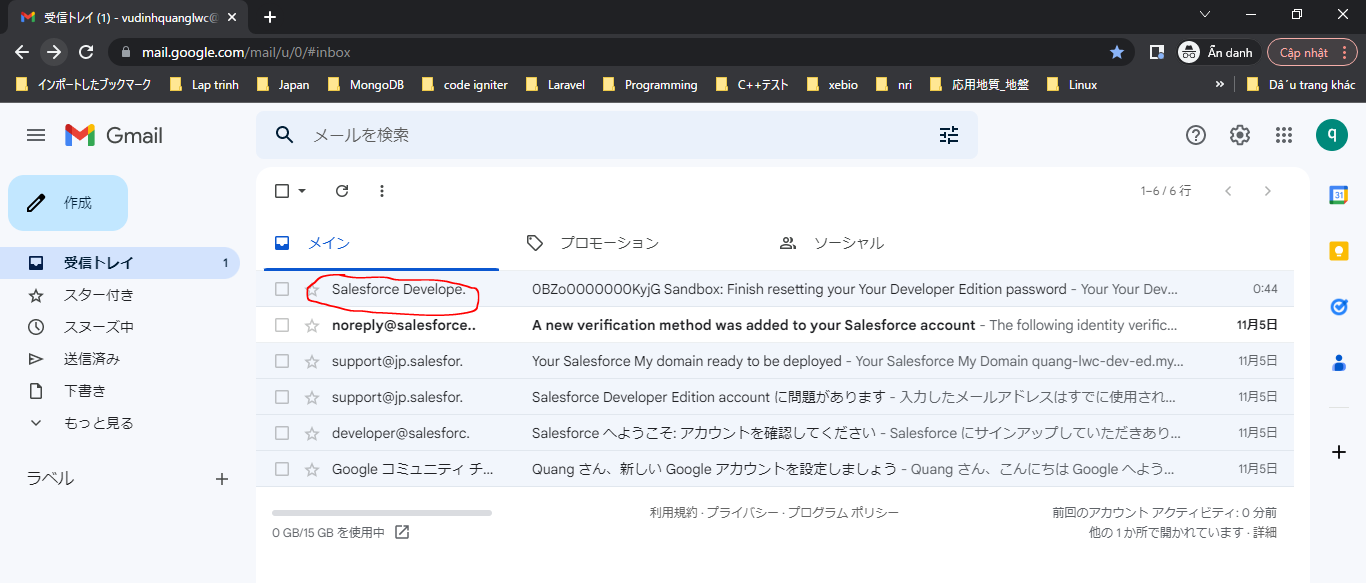 受信トレイ (1) - vudinhquanglwc@
mail.google.com/mail/u/0/#inbox
Ẩn danh
Cập nhật
インポートしたブックマーク
Lap trinh
Japan
MongoDB
code igniter
Laravel
Programming
C++テスト
xebio
nri
応用地質_地盤
Linux
»
Dấu trang khác
Gmail
メールを検索
q
作成
1–6 / 6 行
31
メイン
プロモーション
ソーシャル
受信トレイ 1
スター付き
スヌーズ中
送信済み
下書き
もっと見る
ラベル
Salesforce Develope. 0BZo0000000KyjG Sandbox: Finish resetting your Your Developer Edition password - Your Your Dev... 0:44
noreply@salesforce.. A new verification method was added to your Salesforce account - The following identity verific... 11月5日
support@jp.salesfor. Your Salesforce My domain ready to be deployed - Your Salesforce My Domain quang-lwc-dev-ed.my... 11月5日
support@jp.salesfor. Salesforce Developer Edition account に問題があります - 入力したメールアドレスはすでに使用され... 11月5日
developer@salesforc. Salesforce へようこそ: アカウントを確認してください - Salesforce にサインアップしていただきあり... 11月5日
Google コミュニティ チ... Quang さん、新しい Google アカウントを設定しましょう - Quang さん、こんにちは Google へよう... 11月5日
0 GB/15 GB を使用中
利用規約 · プライバシー · プログラム ポリシー
前回のアカウント アクティビティ: 0 分前
他の 1 か所で開かれています · 詳細